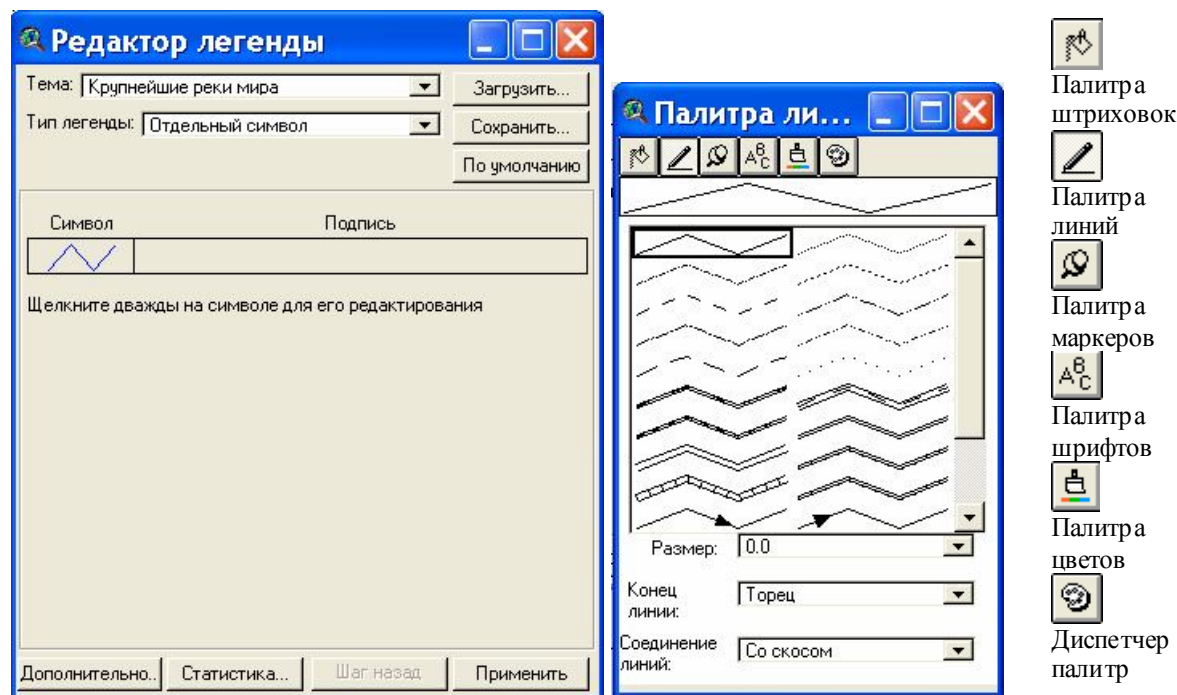 Редактор легенды
Тема: Крупнейшие реки мира
Загрузить...
Тип легенды: Отдельный символ
Сохранить...
По умолчанию
Символ Подпись
Щелкните дважды на символе для его редактирования
Дополнительно.. Статистика... Шаг назад Применить
Палитра ли...
ABC
Размер: 0.0
Конец
линии:
Торец
Соединение
линий:
Со скосом
Палитра
штриховок
Палитра
линий
Палитра
маркеров
ABC
Палитра
шрифтов
Палитра
цветов
Диспетчер
палитр